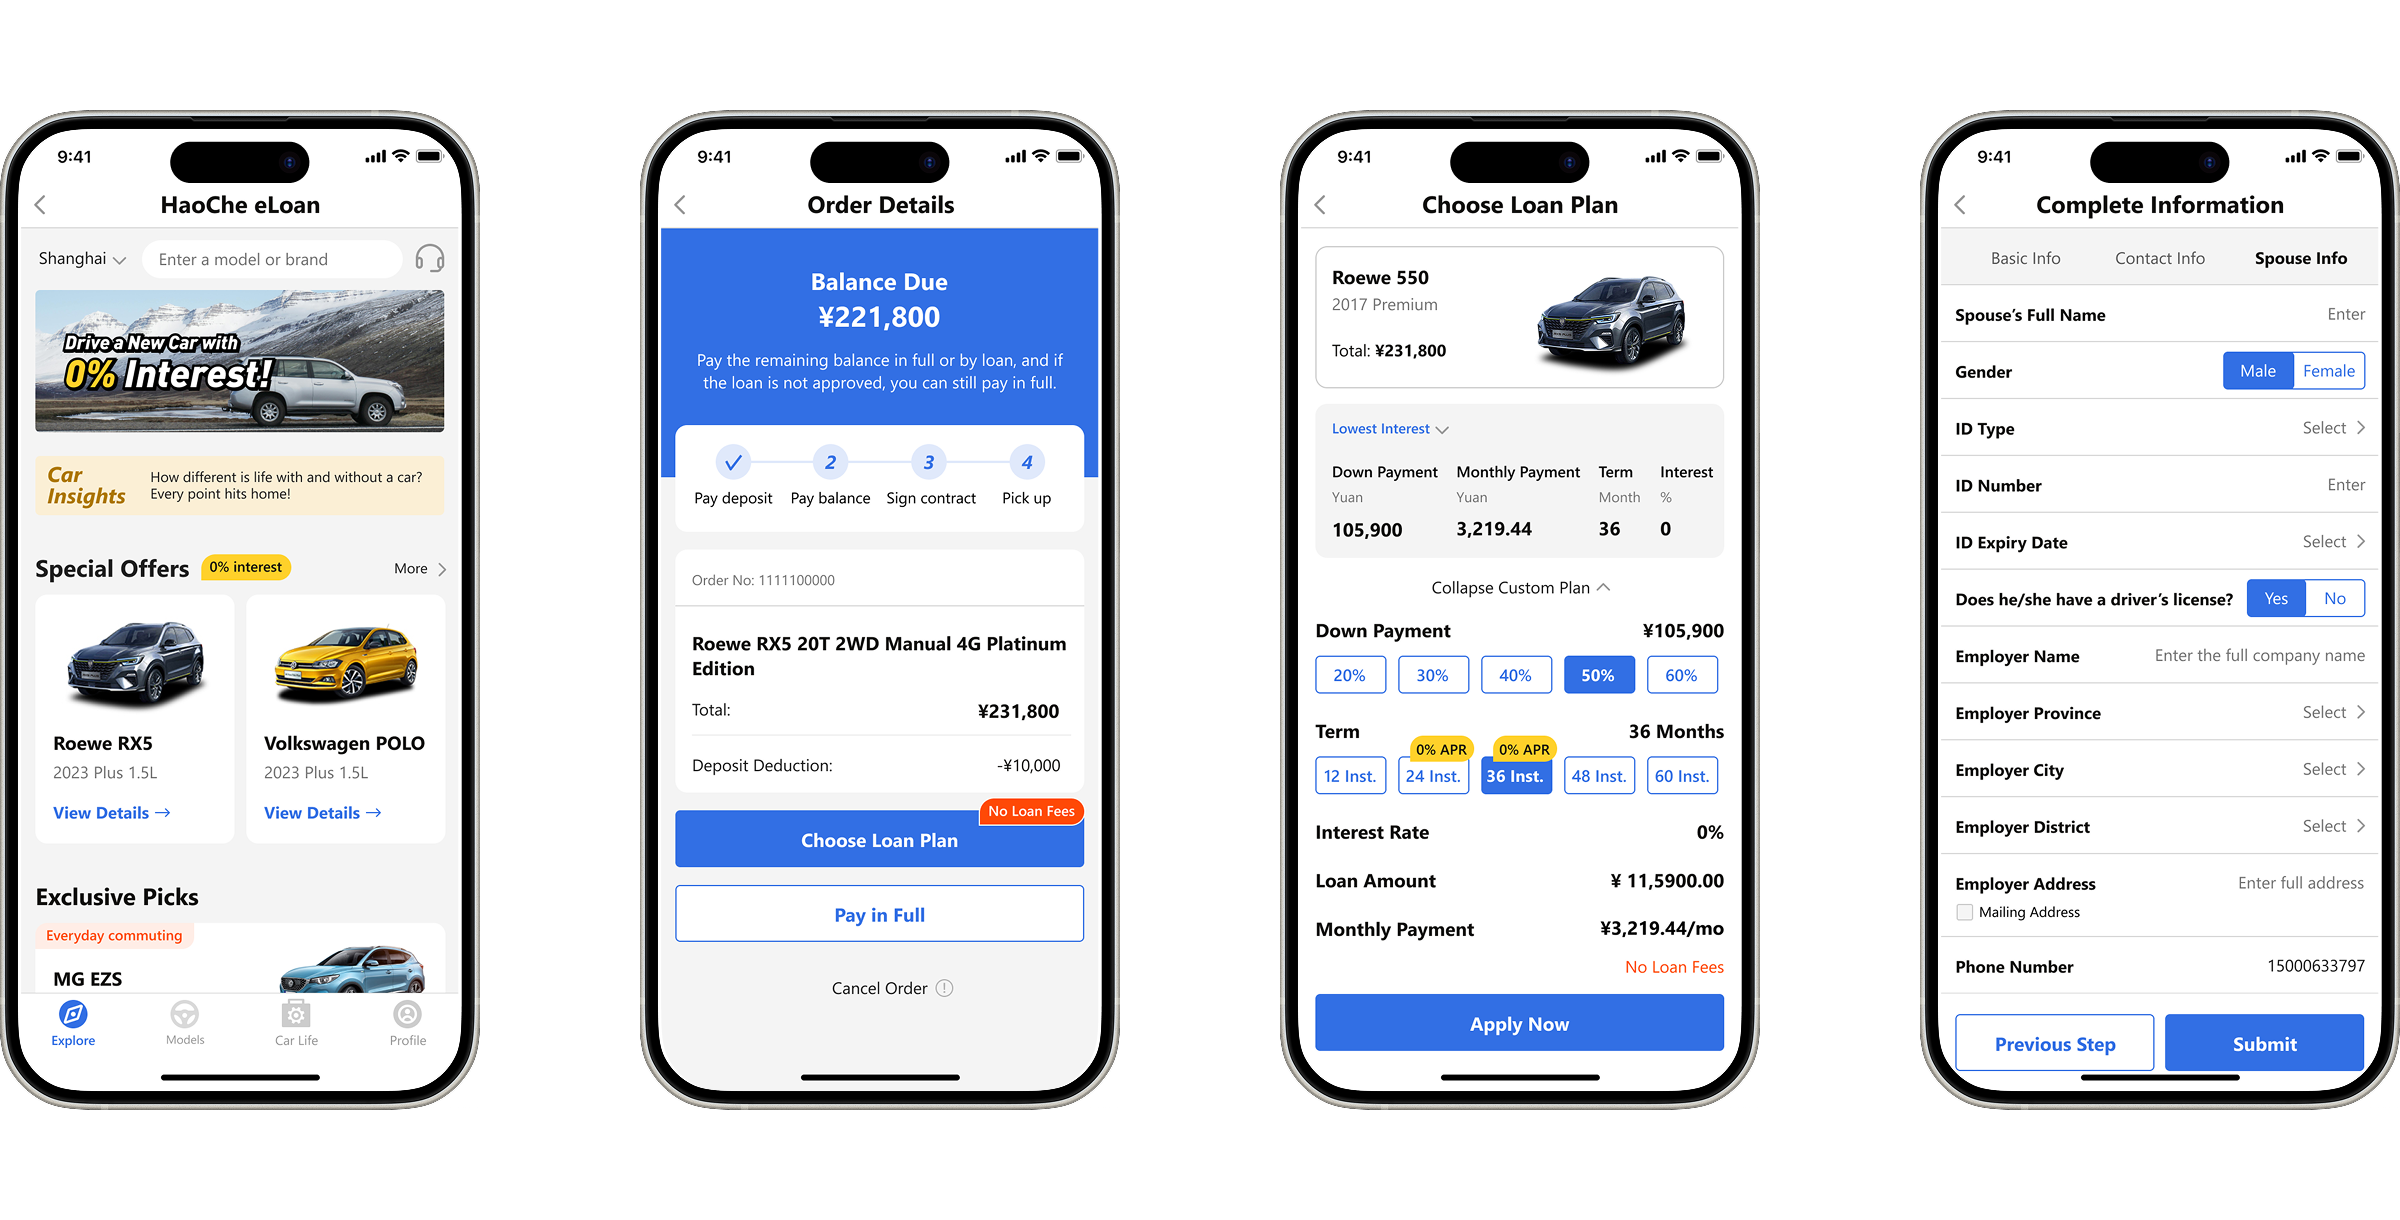 9:41
HaoChe eLoan
Shanghai
Enter a model or brand
Drive a New Car with
0% Interest!
Car
Insights
How different is life with and without a car?
Every point hits home!
Special Offers
0% interest
More
Roewe RX5
2023 Plus 1.5L
View Details →
Volkswagen POLO
2023 Plus 1.5L
View Details →
Exclusive Picks
Everyday commuting
MG EZS
Explore
Models
Car Life
Profile
9:41
Order Details
Balance Due
¥221,800
Pay the remaining balance in full or by loan, and if
the loan is not approved, you can still pay in full.
2
3
4
Pay deposit
Pay balance
Sign contract
Pick up
Order No: 1111100000
Roewe RX5 20T 2WD Manual 4G Platinum
Edition
Total:
¥231,800
Deposit Deduction:
-¥10,000
No Loan Fees
Choose Loan Plan
Pay in Full
Cancel Order
9:41
Choose Loan Plan
Roewe 550
2017 Premium
Total: ¥231,800
Lowest Interest
Down Payment Monthly Payment Term Interest
Yuan Yuan Month %
105,900 3,219.44 36 0
Collapse Custom Plan
Down Payment ¥105,900
20% 30% 40% 50% 60%
Term 36 Months
0% APR 0% APR
12 Inst. 24 Inst. 36 Inst. 48 Inst. 60 Inst.
Interest Rate 0%
Loan Amount ¥ 11,5900.00
Monthly Payment ¥3,219.44/mo
No Loan Fees
Apply Now
9:41
Complete Information
Basic Info Contact Info Spouse Info
Spouse's Full Name Enter
Gender Male Female
ID Type Select
ID Number Enter
ID Expiry Date Select
Does he/she have a driver's license? Yes No
Employer Name Enter the full company name
Employer Province Select
Employer City Select
Employer District Select
Employer Address Enter full address
Mailing Address
Phone Number 15000633797
Previous Step Submit